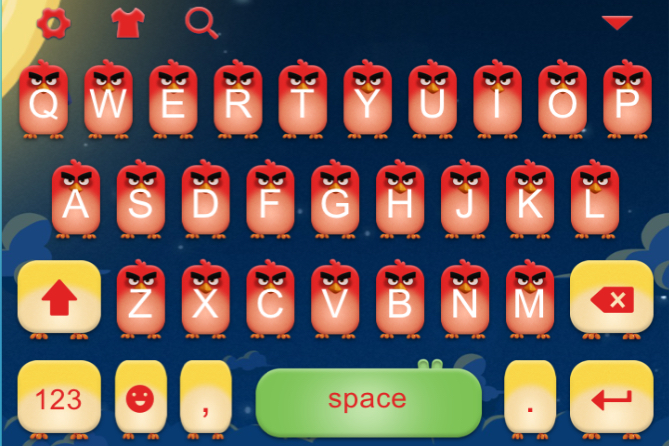 Q W E R T Y U I O P
A S D F G H J K L
Z X C V B N M
123 , space .